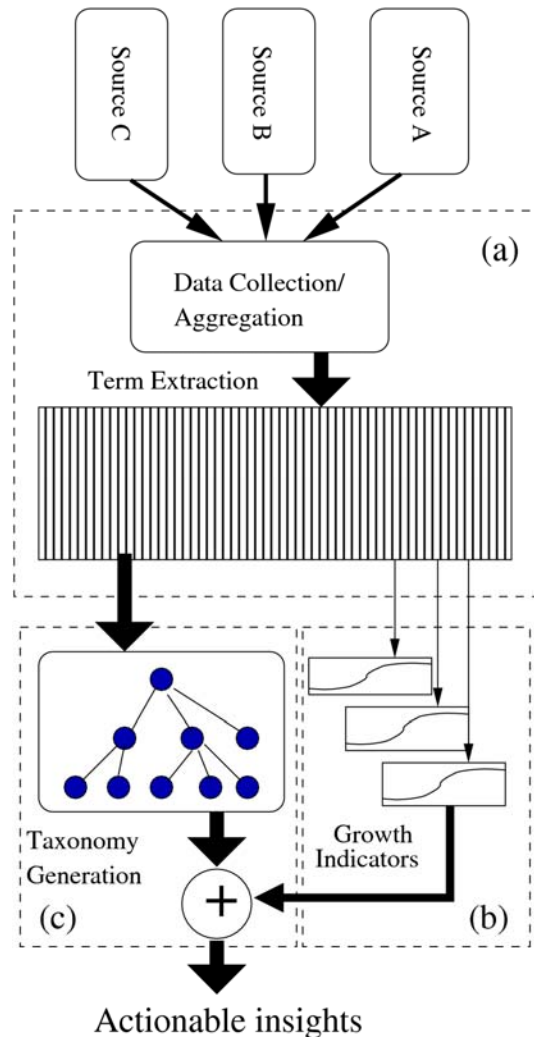 Source C
Source B
Source A
(a)
Data Collection/
Aggregation
Term Extraction
Taxonomy
Generation
(c)
Growth
Indicators
(b)
+
Actionable insights